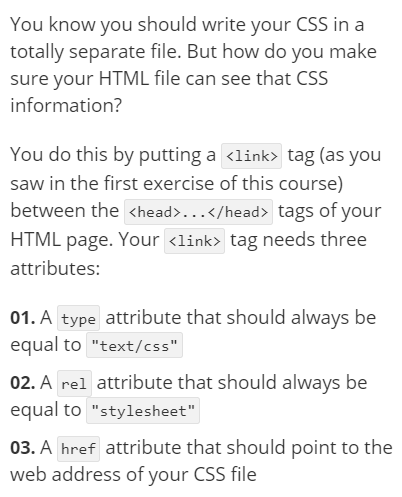 You know you should write your CSS in a
totally separate file. But how do you make
sure your HTML file can see that CSS
information?
You do this by putting a <link> tag (as you
saw in the first exercise of this course)
between the <head>...</head> tags of your
HTML page. Your <link> tag needs three
attributes:
01. A type attribute that should always be
equal to "text/css"
02. A rel attribute that should always be
equal to "stylesheet"
03. A href attribute that should point to the
web address of your CSS file